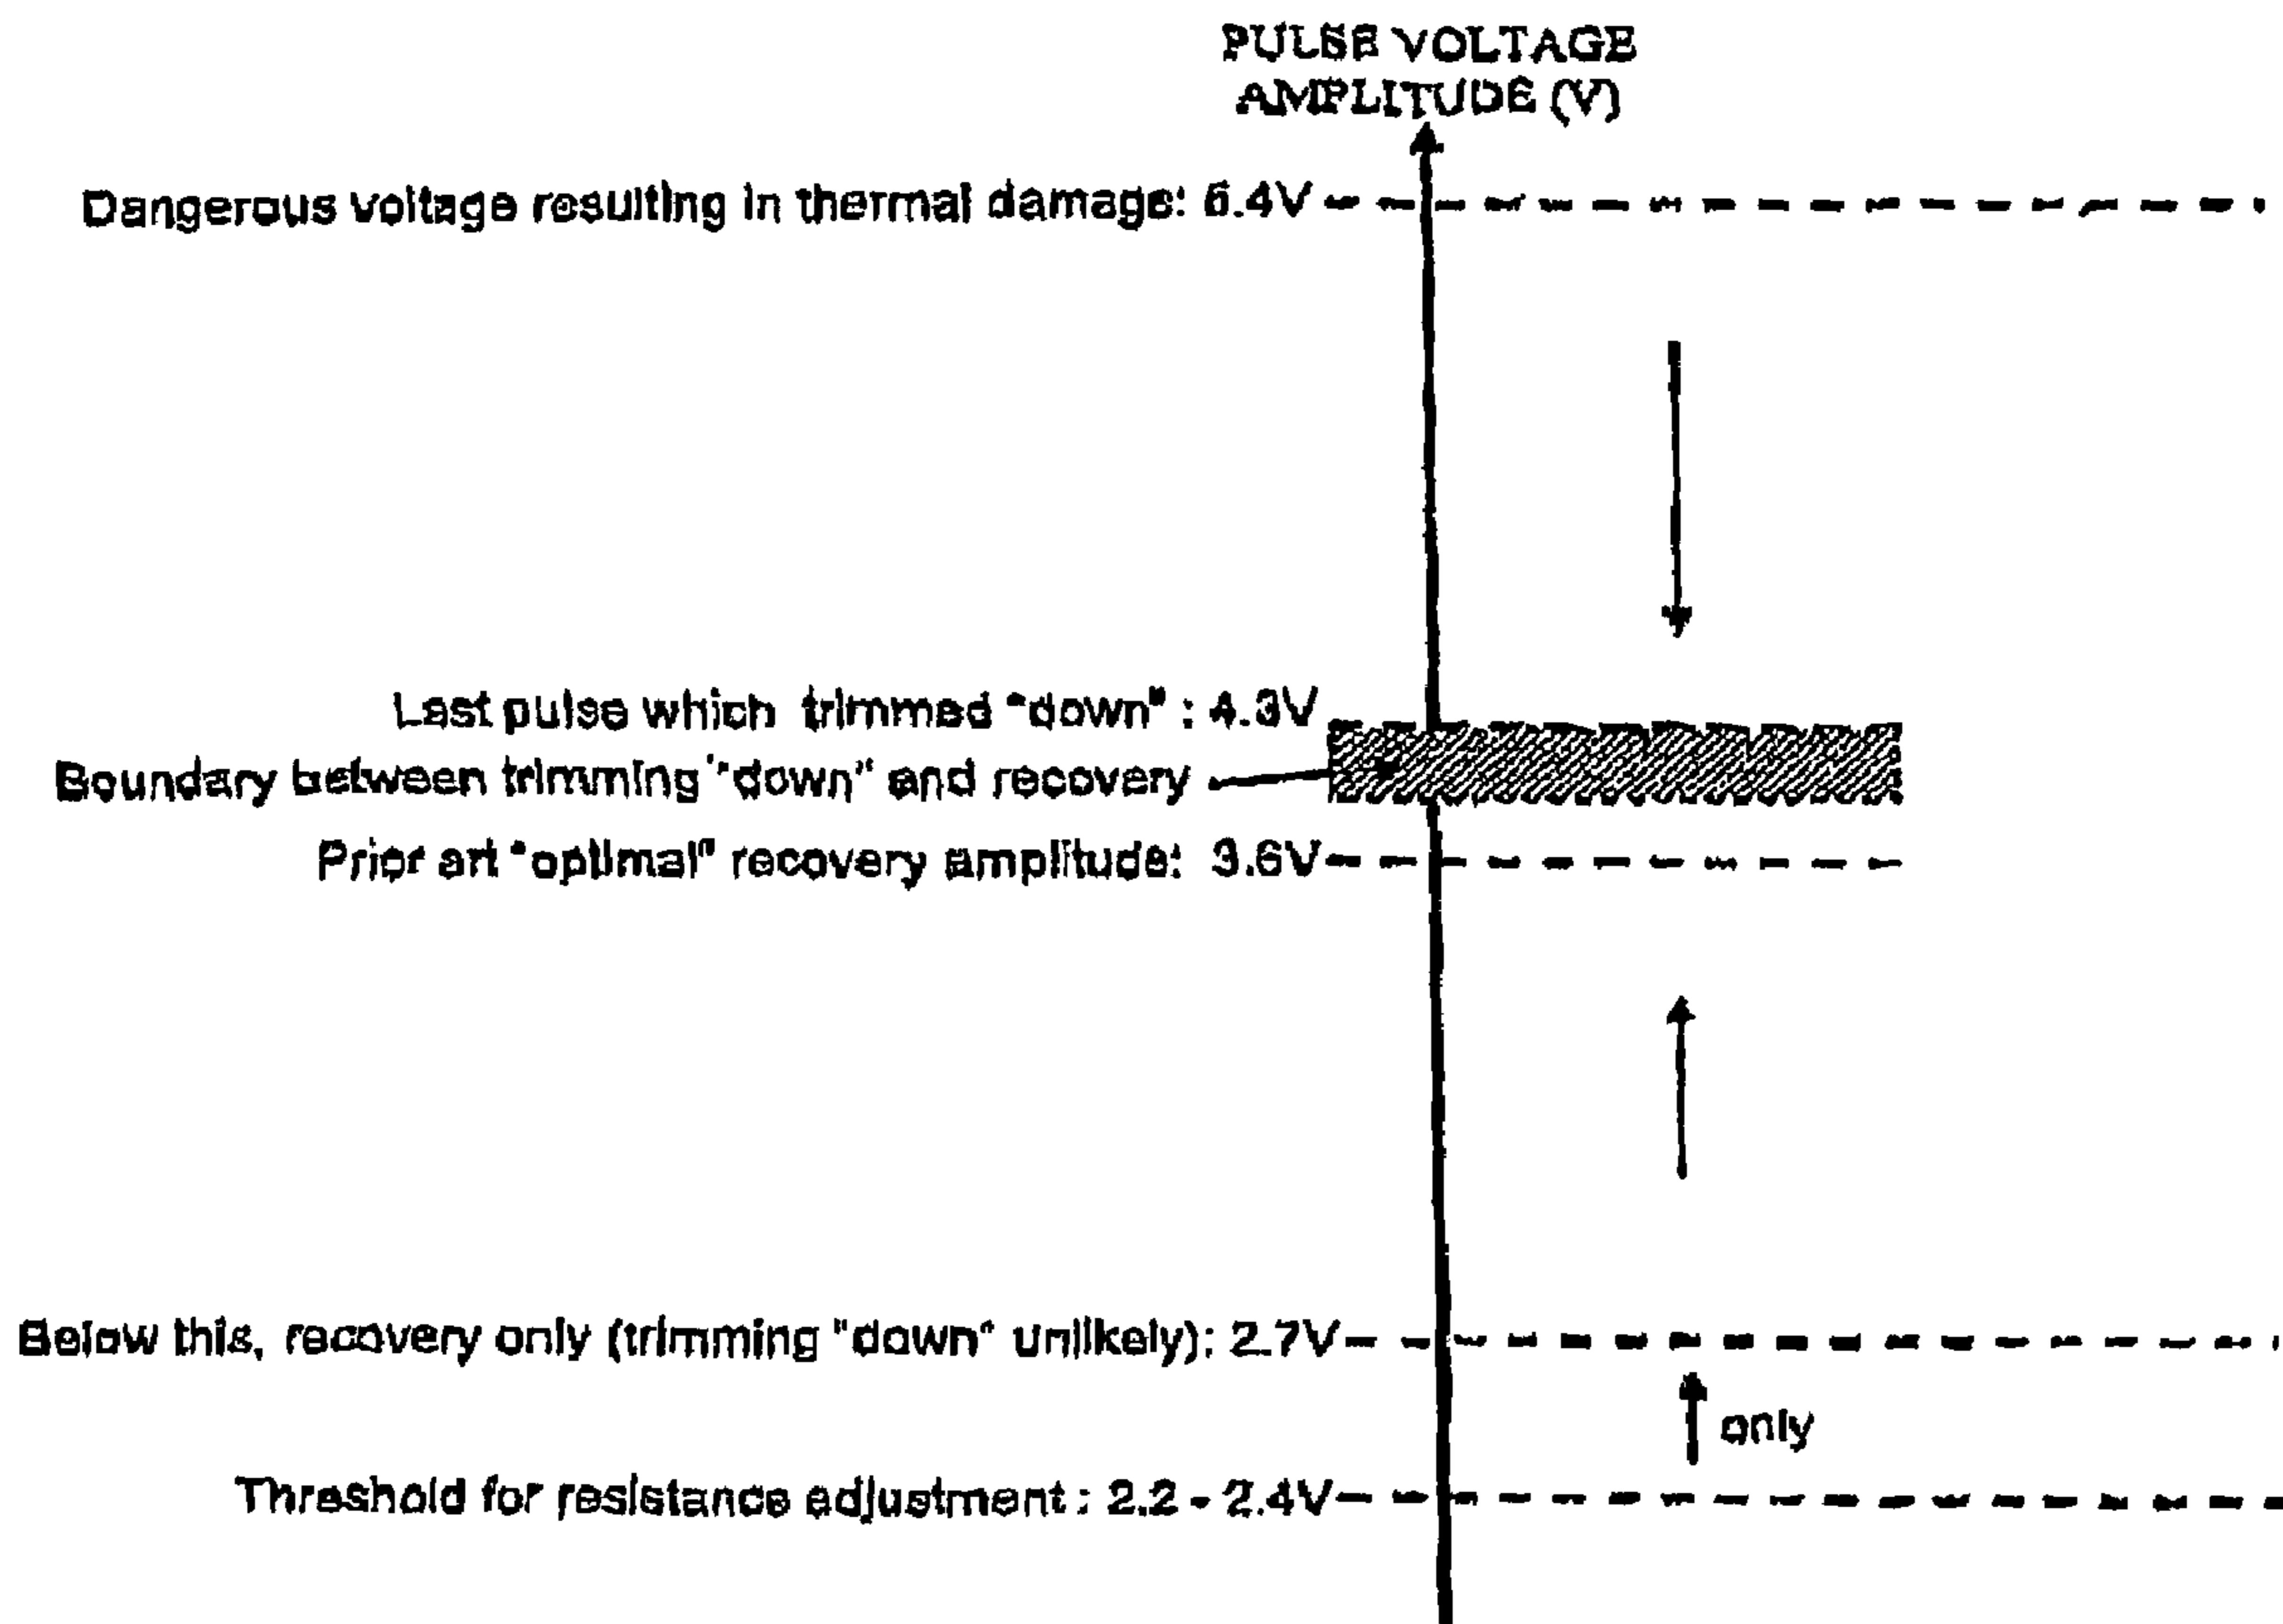 PULSE VOLTAGE
AMPLITUDE (V)
Dangerous voltage resulting in thermal damage:
Last pulse which trimmed "down" : 4.3V
Boundary between trimming "down" and recovery
Prior art "optimal" recovery amplitude: 3.6V
Below this, recovery only (trimming "down" unlikely): 2.7V
only
Threshold for resistance adjustment : 2.2 - 2.4V